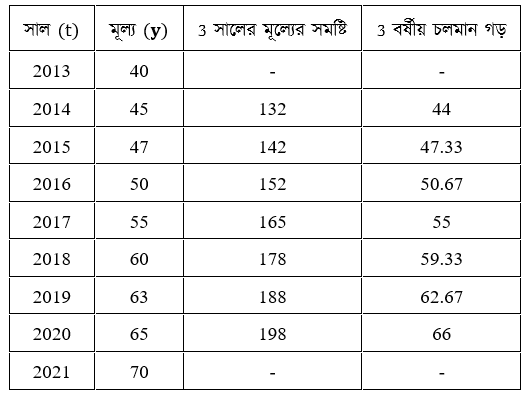 সাল (t) মূল্য (y) 3 সালের মূল্যের সমষ্টি 3 বর্ষীয় চলমান গড়
2013 40 - -
2014 45 132 44
2015 47 142 47.33
2016 50 152 50.67
2017 55 165 55
2018 60 178 59.33
2019 63 188 62.67
2020 65 198 66
2021 70 - -